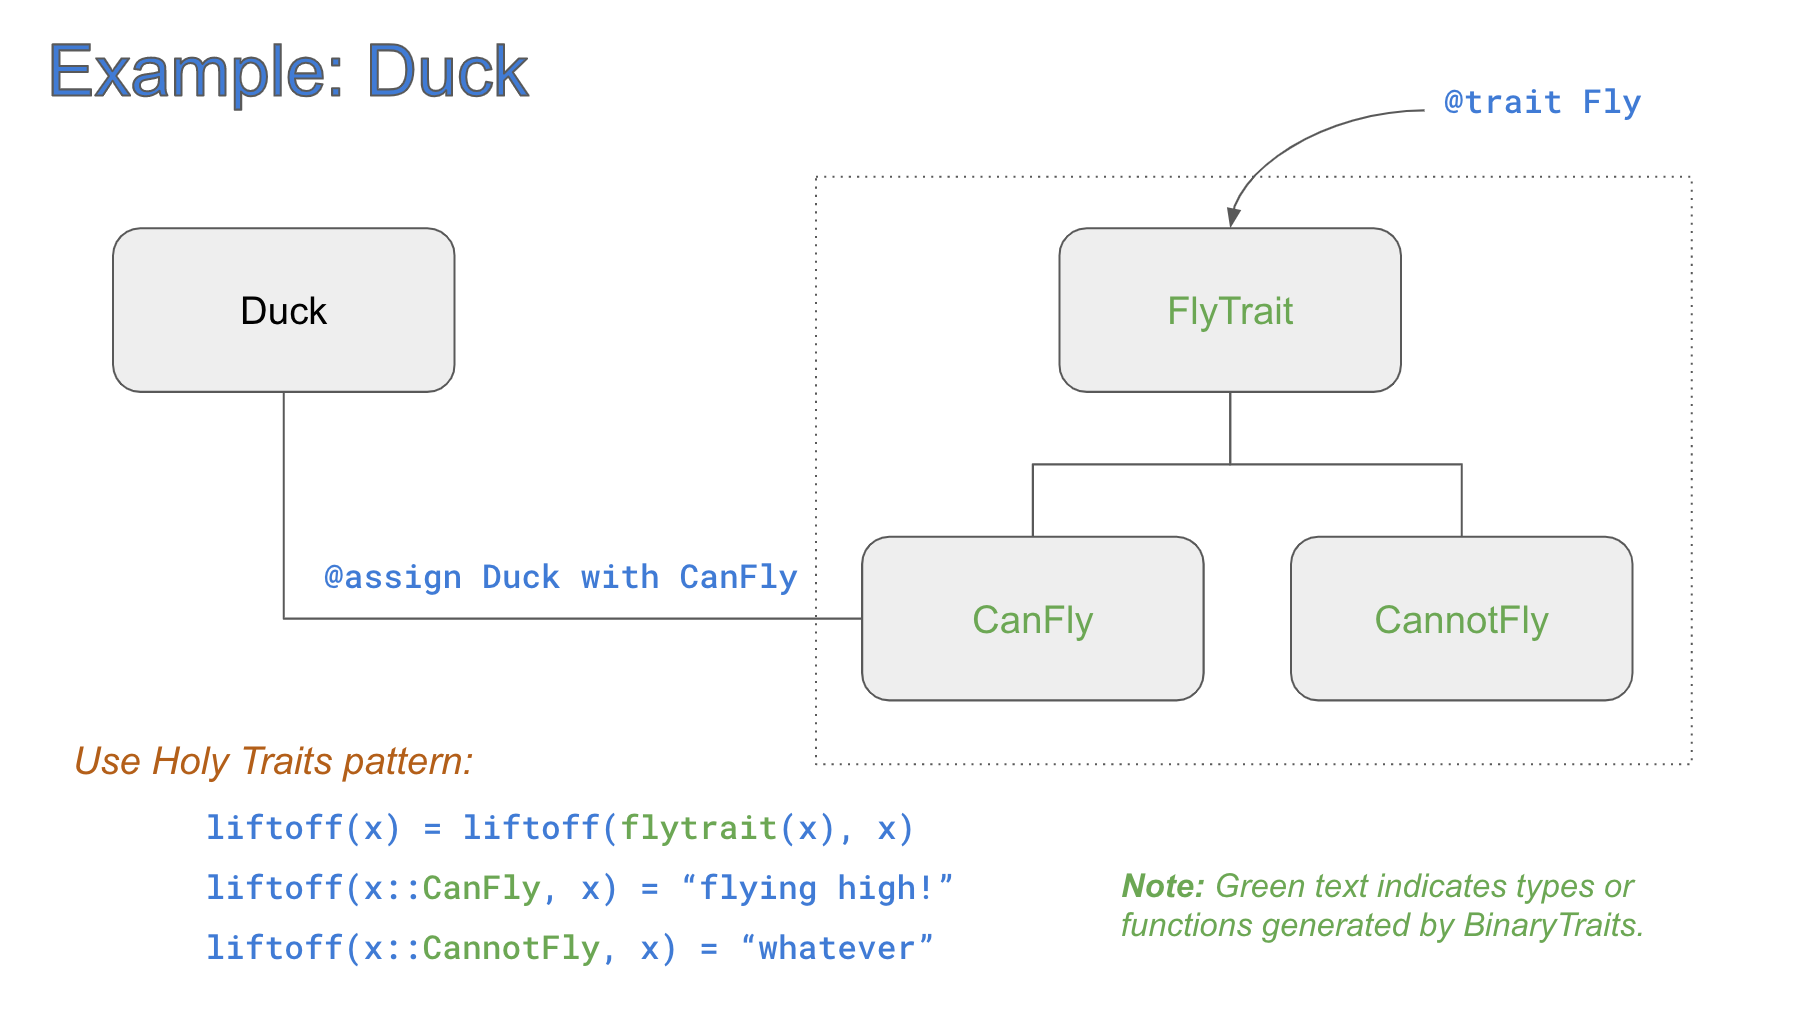 Example: Duck
@trait Fly
Duck
FlyTrait
@assign Duck with CanFly
CanFly
CannotFly
Use Holy Traits pattern:
liftoff(x) = liftoff(flytrait(x), x)
liftoff(x::CanFly, x) = “flying high!”
liftoff(x::CannotFly, x) = “whatever”
Note: Green text indicates types or
functions generated by BinaryTraits.